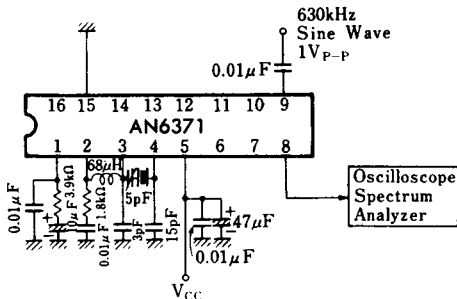 630kHz
Sine Wave
1V_P-P
0.01μF
16 15 14 13 12 11 10 9
AN6371
1 2 3 4 5 6 7 8
68μH
5pF
0.01μF
3.9kΩ
1.8kΩ
0.01μF
3pF
15pF
47μF
0.01μF
V_CC
Oscilloscope
Spectrum
Analyzer